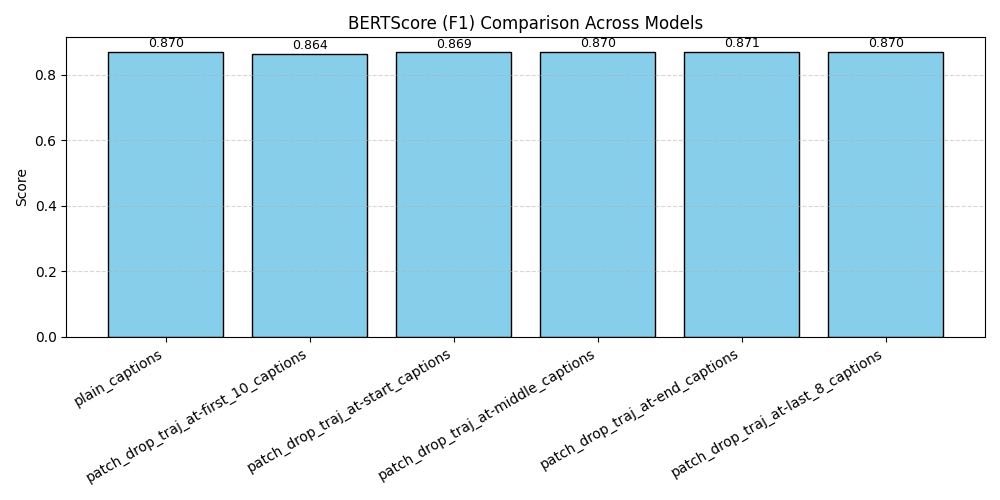 BERTScore (F1) Comparison Across Models
0.870
0.864
0.869
0.870
0.871
0.870
Score
0.8
0.6
0.4
0.2
0.0
plain_captions
patch_drop_traj_at-first_10_captions
patch_drop_traj_at-start_captions
patch_drop_traj_at-middle_captions
patch_drop_traj_at-end_captions
patch_drop_traj_at-last_8_captions